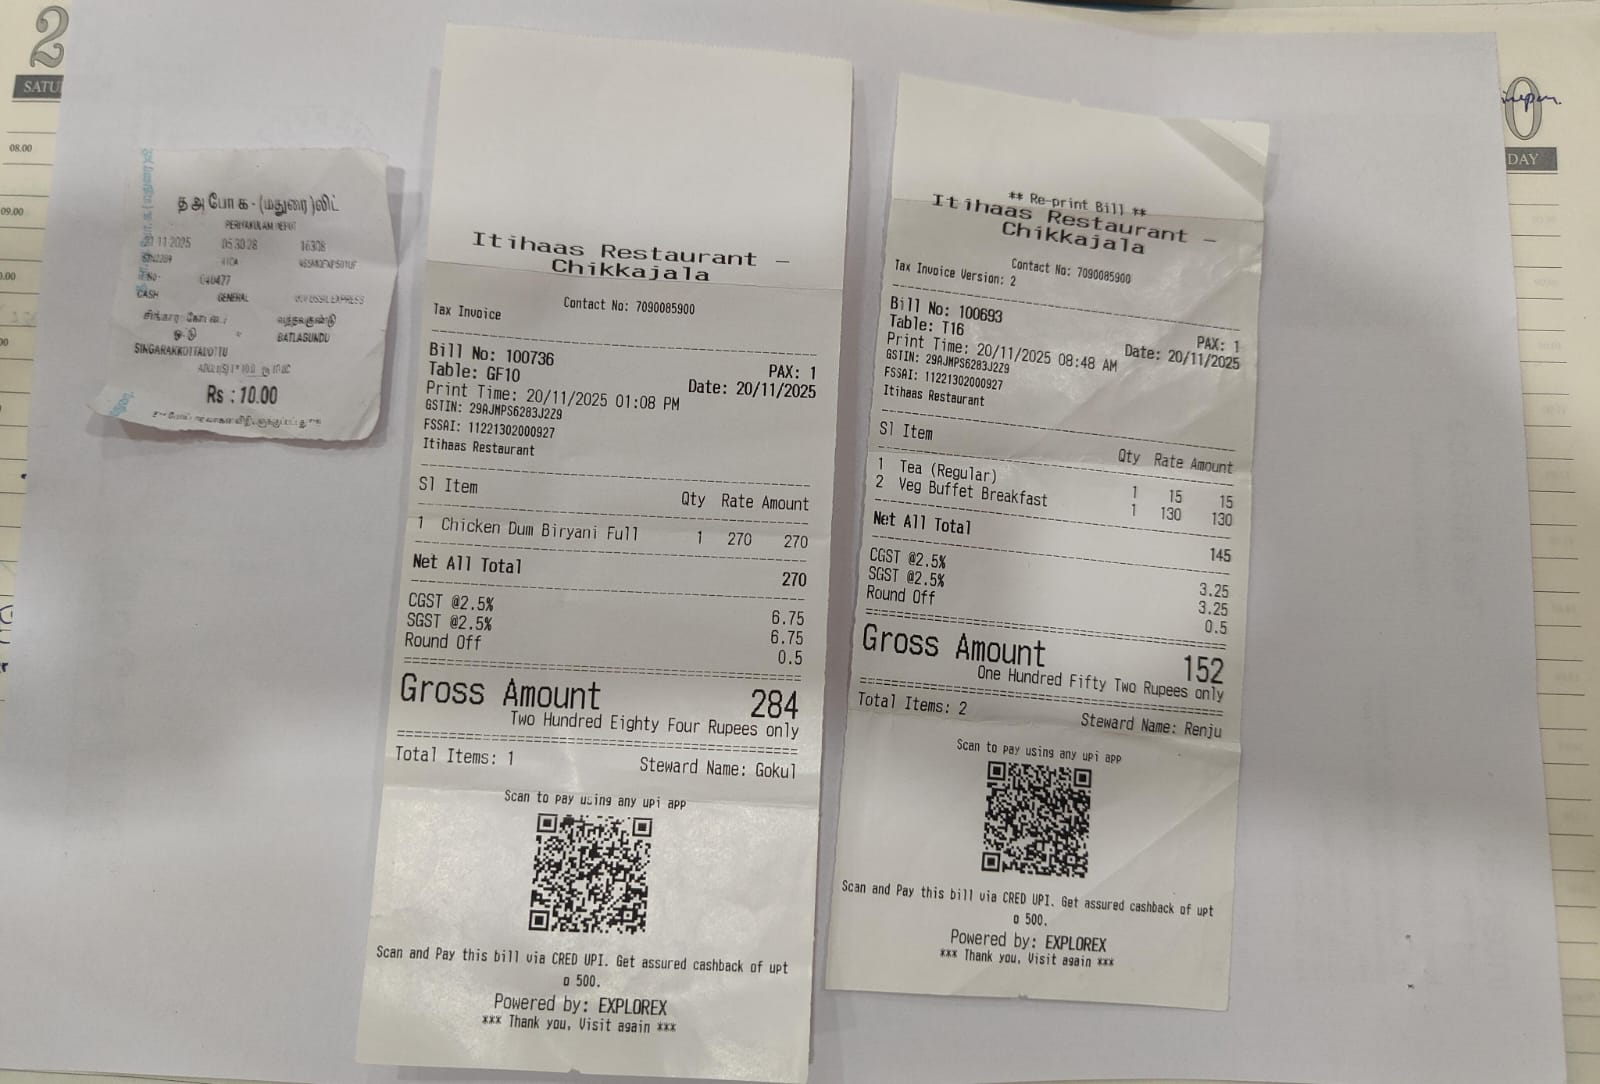 2
SATU
08.00
09.00
த அ போ க - (மதுரை)லிட்
PERIYAKULAM DEPOT
11 2025 05:30:28 16308
040477
CASH GENERAL
BATLAGUNDU
Rs : 10.00
Itihaas Restaurant -
Chikkajala
Contact No: 7090085900
Tax Invoice
Bill No: 100736 PAX: 1
Table: GF10 Date: 20/11/2025
Print Time: 20/11/2025 01:08 PM
GSTIN: 29AJMPS6283J2Z9
FSSAI: 11221302000927
Itihaas Restaurant
Sl Item Qty Rate Amount
1 Chicken Dum Biryani Full 1 270 270
Net All Total 270
CGST @2.5% 6.75
SGST @2.5% 6.75
Round Off 0.5
Gross Amount 284
Two Hundred Eighty Four Rupees only
Total Items: 1 Steward Name: Gokul
Scan to pay using any upi app
Scan and Pay this bill via CRED UPI. Get assured cashback of upt
o 500.
Powered by: EXPLOREX
*** Thank you, Visit again ***
** Re-print Bill **
Itihaas Restaurant -
Chikkajala
Contact No: 7090085900
Tax Invoice Version: 2
Bill No: 100693 PAX: 1
Table: T16 Date: 20/11/2025
Print Time: 20/11/2025 08:48 AM
GSTIN: 29AJMPS6283J2Z9
FSSAI: 11221302000927
Itihaas Restaurant
Sl Item Qty Rate Amount
1 Tea (Regular) 1 15 15
2 Veg Buffet Breakfast 1 130 130
Net All Total 145
CGST @2.5% 3.25
SGST @2.5% 3.25
Round Off 0.5
Gross Amount 152
One Hundred Fifty Two Rupees only
Total Items: 2 Steward Name: Renju
Scan to pay using any upi app
Scan and Pay this bill via CRED UPI. Get assured cashback of upt
o 500.
Powered by: EXPLOREX
*** Thank you, Visit again ***
0
DAY